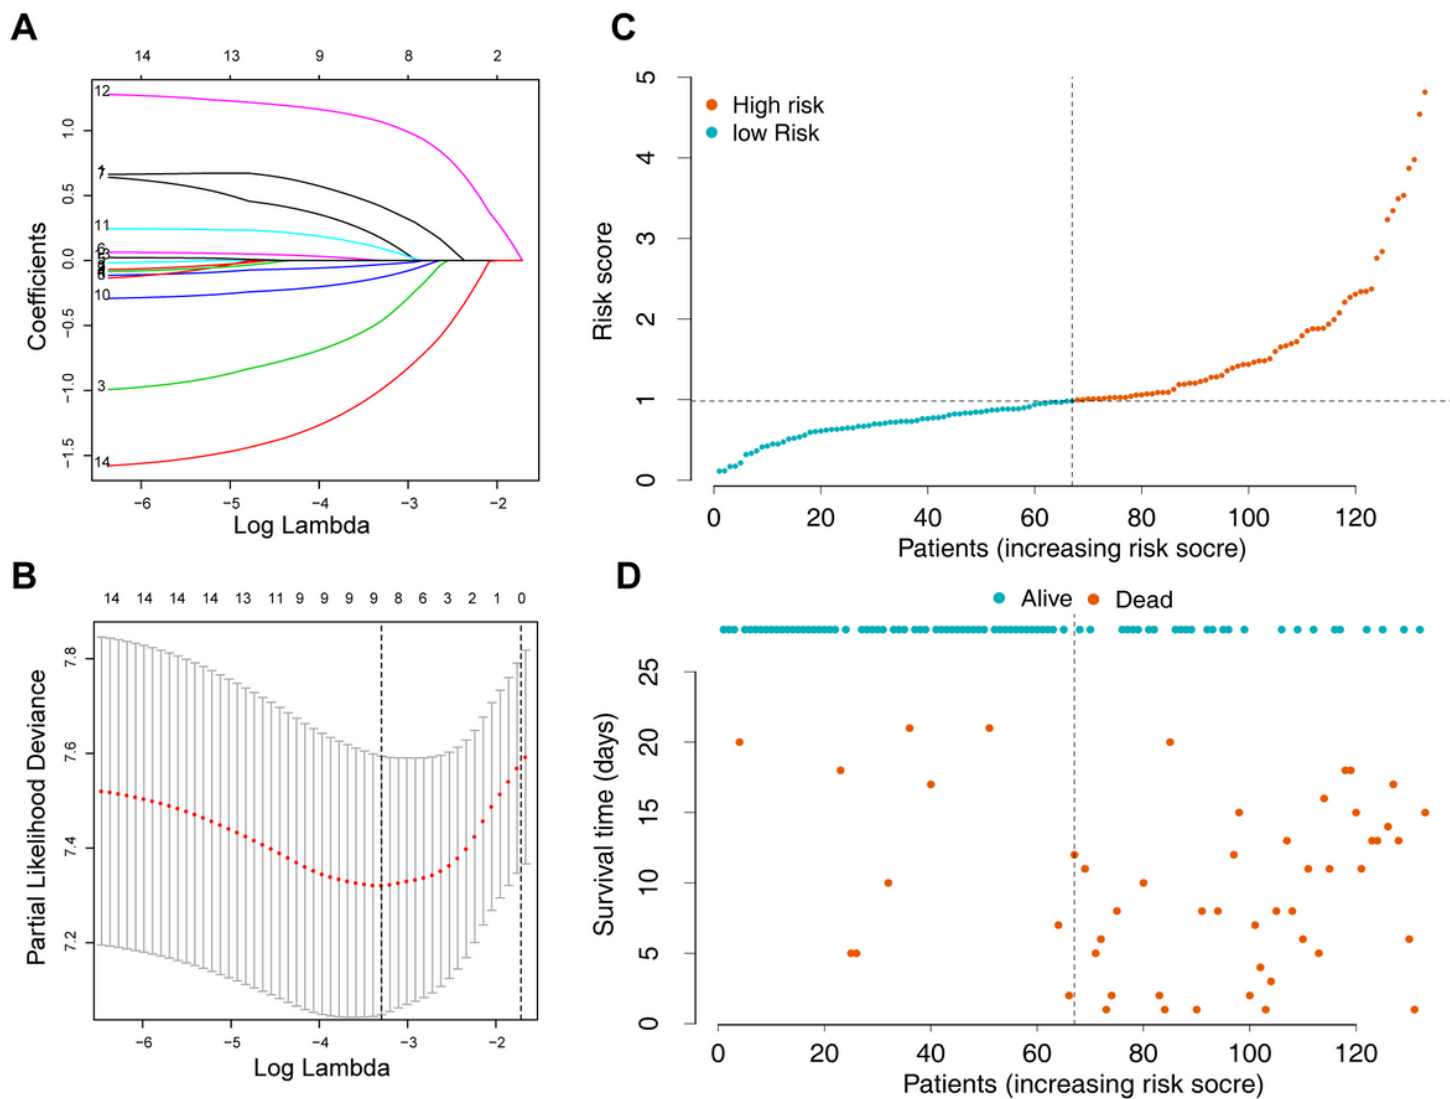 A
14 13 9 8 2
12
1
7
11
6
10
3
14
1.0
0.5
0.0
−0.5
−1.0
−1.5
Coefficients
−6 −5 −4 −3 −2
Log Lambda
B
14 14 14 14 13 11 9 9 9 9 8 6 3 2 1 0
7.8
7.6
7.4
7.2
Partial Likelihood Deviance
−6 −5 −4 −3 −2
Log Lambda
C
High risk
low Risk
5
4
3
2
1
0
Risk score
0 20 40 60 80 100 120
Patients (increasing risk socre)
D
Alive Dead
25
20
15
10
5
0
Survival time (days)
0 20 40 60 80 100 120
Patients (increasing risk socre)